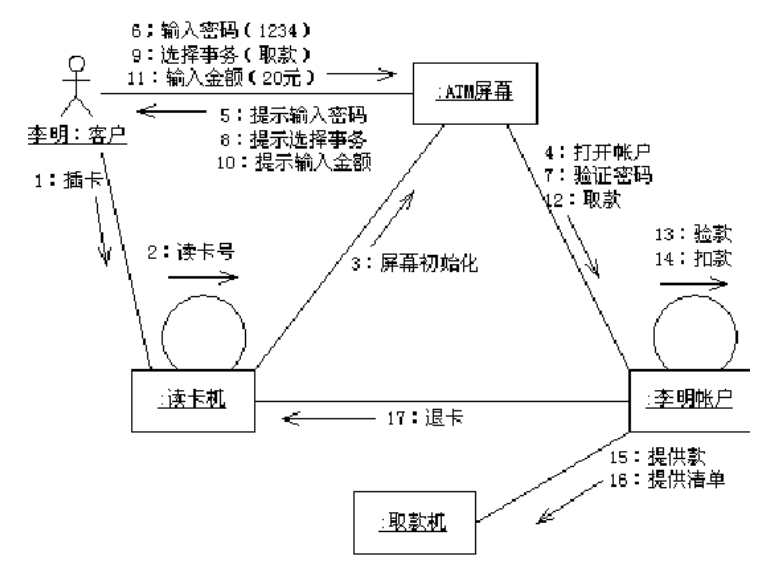 6：输入密码（1234）
9：选择事务（取款）
11：输入金额（20元）
:ATM屏幕
5：提示输入密码
8：提示选择事务
10：提示输入金额
李明：客户
1：插卡
4：打开帐户
7：验证密码
12：取款
2：读卡号
3：屏幕初始化
13：验款
14：扣款
:读卡机
:李明帐户
17：退卡
15：提供款
16：提供清单
:取款机